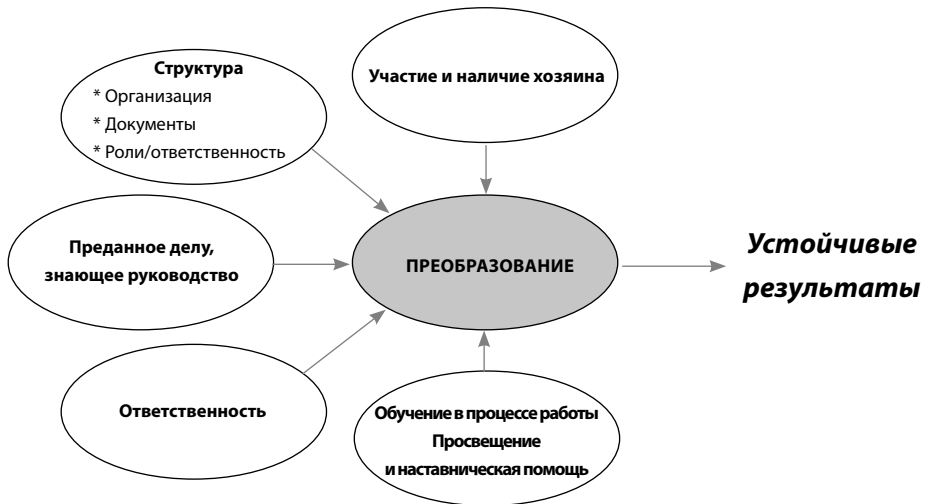 Структура
* Организация
* Документы
* Роли/ответственность
Участие и наличие хозяина
Преданное делу,
знающее руководство
ПРЕОБРАЗОВАНИЕ
Устойчивые
результаты
Ответственность
Обучение в процессе работы
Просвещение
и наставническая помощь